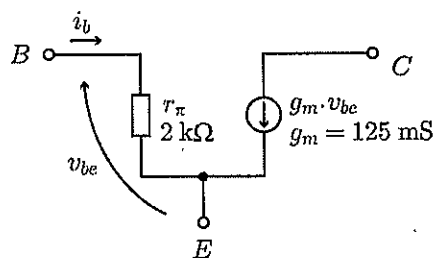 i_b
B
C
r_π
2 kΩ
g_m · v_be
g_m = 125 mS
v_be
E